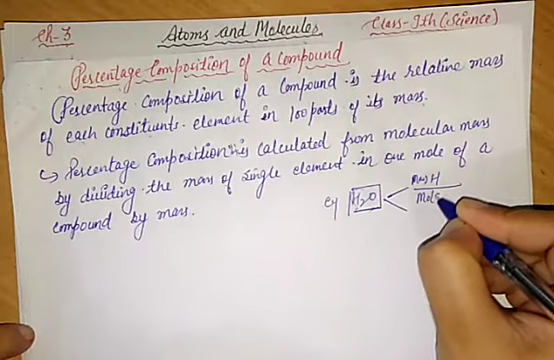 Ch-3 Atoms and Molecules Class-9th (Science)
Percentage Composition of a Compound
Percentage Composition of a Compound is the relative mass
of each constituents element in 100 parts of its mass.
↪ Percentage Composition is calculated from molecular mass
by dividing the mass of single element in one mole of a
compound by mass.
eg H₂O < mass H
Mole